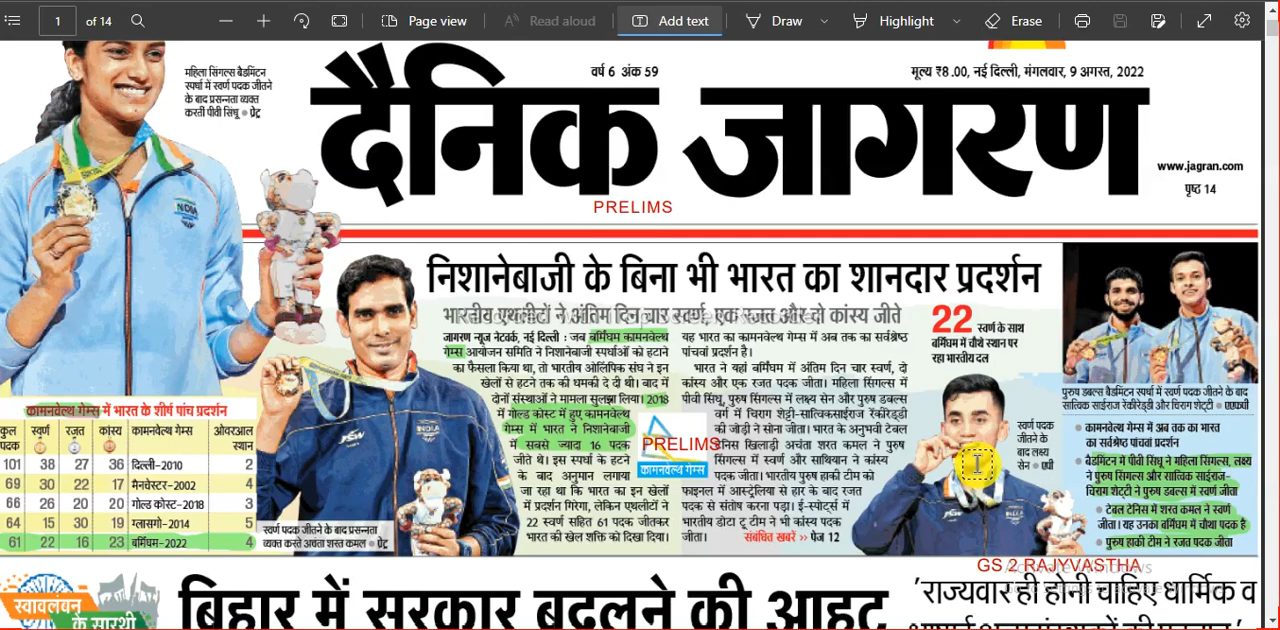 1 of 14
Page view
Read aloud
Add text
Draw
Highlight
Erase
महिला सिंगल्स बैडमिंटन
स्पर्धा में स्वर्ण पदक जीतने
के बाद प्रसन्नता व्यक्त
करतीं पीवी सिंधू ● प्रेट्र
वर्ष 6 अंक 59
मूल्य ₹8.00, नई दिल्ली, मंगलवार, 9 अगस्त, 2022
दैनिक जागरण
www.jagran.com
पृष्ठ 14
PRELIMS
निशानेबाजी के बिना भी भारत का शानदार प्रदर्शन
भारतीय एथलीटों ने अंतिम दिन चार स्वर्ण, एक रजत और दो कांस्य जीते
जागरण न्यूज नेटवर्क, नई दिल्ली : जब बर्मिंघम कामनवेल्थ
गेम्स आयोजन समिति ने निशानेबाजी स्पर्धाओं को हटाने
का फैसला किया था, तो भारतीय ओलिंपिक संघ ने इन
खेलों से हटने तक की धमकी दे दी थी। बाद में
दोनों संस्थाओं ने मामला सुलझा लिया। 2018
में गोल्ड कोस्ट में हुए कामनवेल्थ
गेम्स में भारत ने निशानेबाजी
में सबसे ज्यादा 16 पदक
जीते थे। इस स्पर्धा के हटने
के बाद अनुमान लगाया
जा रहा था कि भारत का इन खेलों
में प्रदर्शन गिरेगा, लेकिन एथलीटों ने
22 स्वर्ण सहित 61 पदक जीतकर
भारत की खेल शक्ति को दिखा दिया।
यह भारत का कामनवेल्थ गेम्स में अब तक का सर्वश्रेष्ठ
पांचवां प्रदर्शन है।
भारत ने यहां बर्मिंघम में अंतिम दिन चार स्वर्ण, दो
कांस्य और एक रजत पदक जीता। महिला सिंगल्स में
पीवी सिंधू, पुरुष सिंगल्स में लक्ष्य सेन और पुरुष डबल्स
वर्ग में चिराग शेट्टी-सात्विकसाईराज रेंकीरेड्डी
की जोड़ी ने सोना जीता। भारत के अनुभवी टेबल
टेनिस खिलाड़ी अचंता शरत कमल ने पुरुष
सिंगल्स में स्वर्ण और साथियान ने कांस्य
पदक जीता। भारतीय पुरुष हाकी टीम को
फाइनल में आस्ट्रेलिया से हार के बाद रजत
पदक से संतोष करना पड़ा। ई-स्पोर्ट्स में
भारतीय डोटा टू टीम ने भी कांस्य पदक
जीता।
संबंधित खबरें >> पेज 12
PRELIMS
कामनवेल्थ गेम्स
22 स्वर्ण के साथ
बर्मिंघम में चौथे स्थान पर
रहा भारतीय दल
स्वर्ण पदक
जीतने के
बाद लक्ष्य
सेन ● एपी
पुरुष डबल्स बैडमिंटन स्पर्धा में स्वर्ण पदक जीतने के बाद
सात्विक साईराज रेंकीरेड्डी और चिराग शेट्टी ● एएफपी
● कामनवेल्थ गेम्स में अब तक का भारत
का सर्वश्रेष्ठ पांचवां प्रदर्शन
● बैडमिंटन में पीवी सिंधू ने महिला सिंगल्स, लक्ष्य
ने पुरुष सिंगल्स और सात्विक साईराज-
चिराग शेट्टी ने पुरुष डबल्स में स्वर्ण जीता
● टेबल टेनिस में शरत कमल ने स्वर्ण
जीता। यह उनका बर्मिंघम में चौथा पदक है
● पुरुष हाकी टीम ने रजत पदक जीता
कामनवेल्थ गेम्स में भारत के शीर्ष पांच प्रदर्शन
कुल पदक स्वर्ण रजत कांस्य कामनवेल्थ गेम्स ओवरआल स्थान
101 38 27 36 दिल्ली-2010 2
69 30 22 17 मैनचेस्टर-2002 4
66 26 20 20 गोल्ड कोस्ट-2018 3
64 15 30 19 ग्लासगो-2014 5
61 22 16 23 बर्मिंघम-2022 4
स्वर्ण पदक जीतने के बाद प्रसन्नता
व्यक्त करते अचंता शरत कमल ● प्रेट्र
GS 2 RAJYVASTHA
Activate Windows
स्वावलंबन
के सारथी
बिहार में सरकार बदलने की आहट
'राज्यवार ही होनी चाहिए धार्मिक व